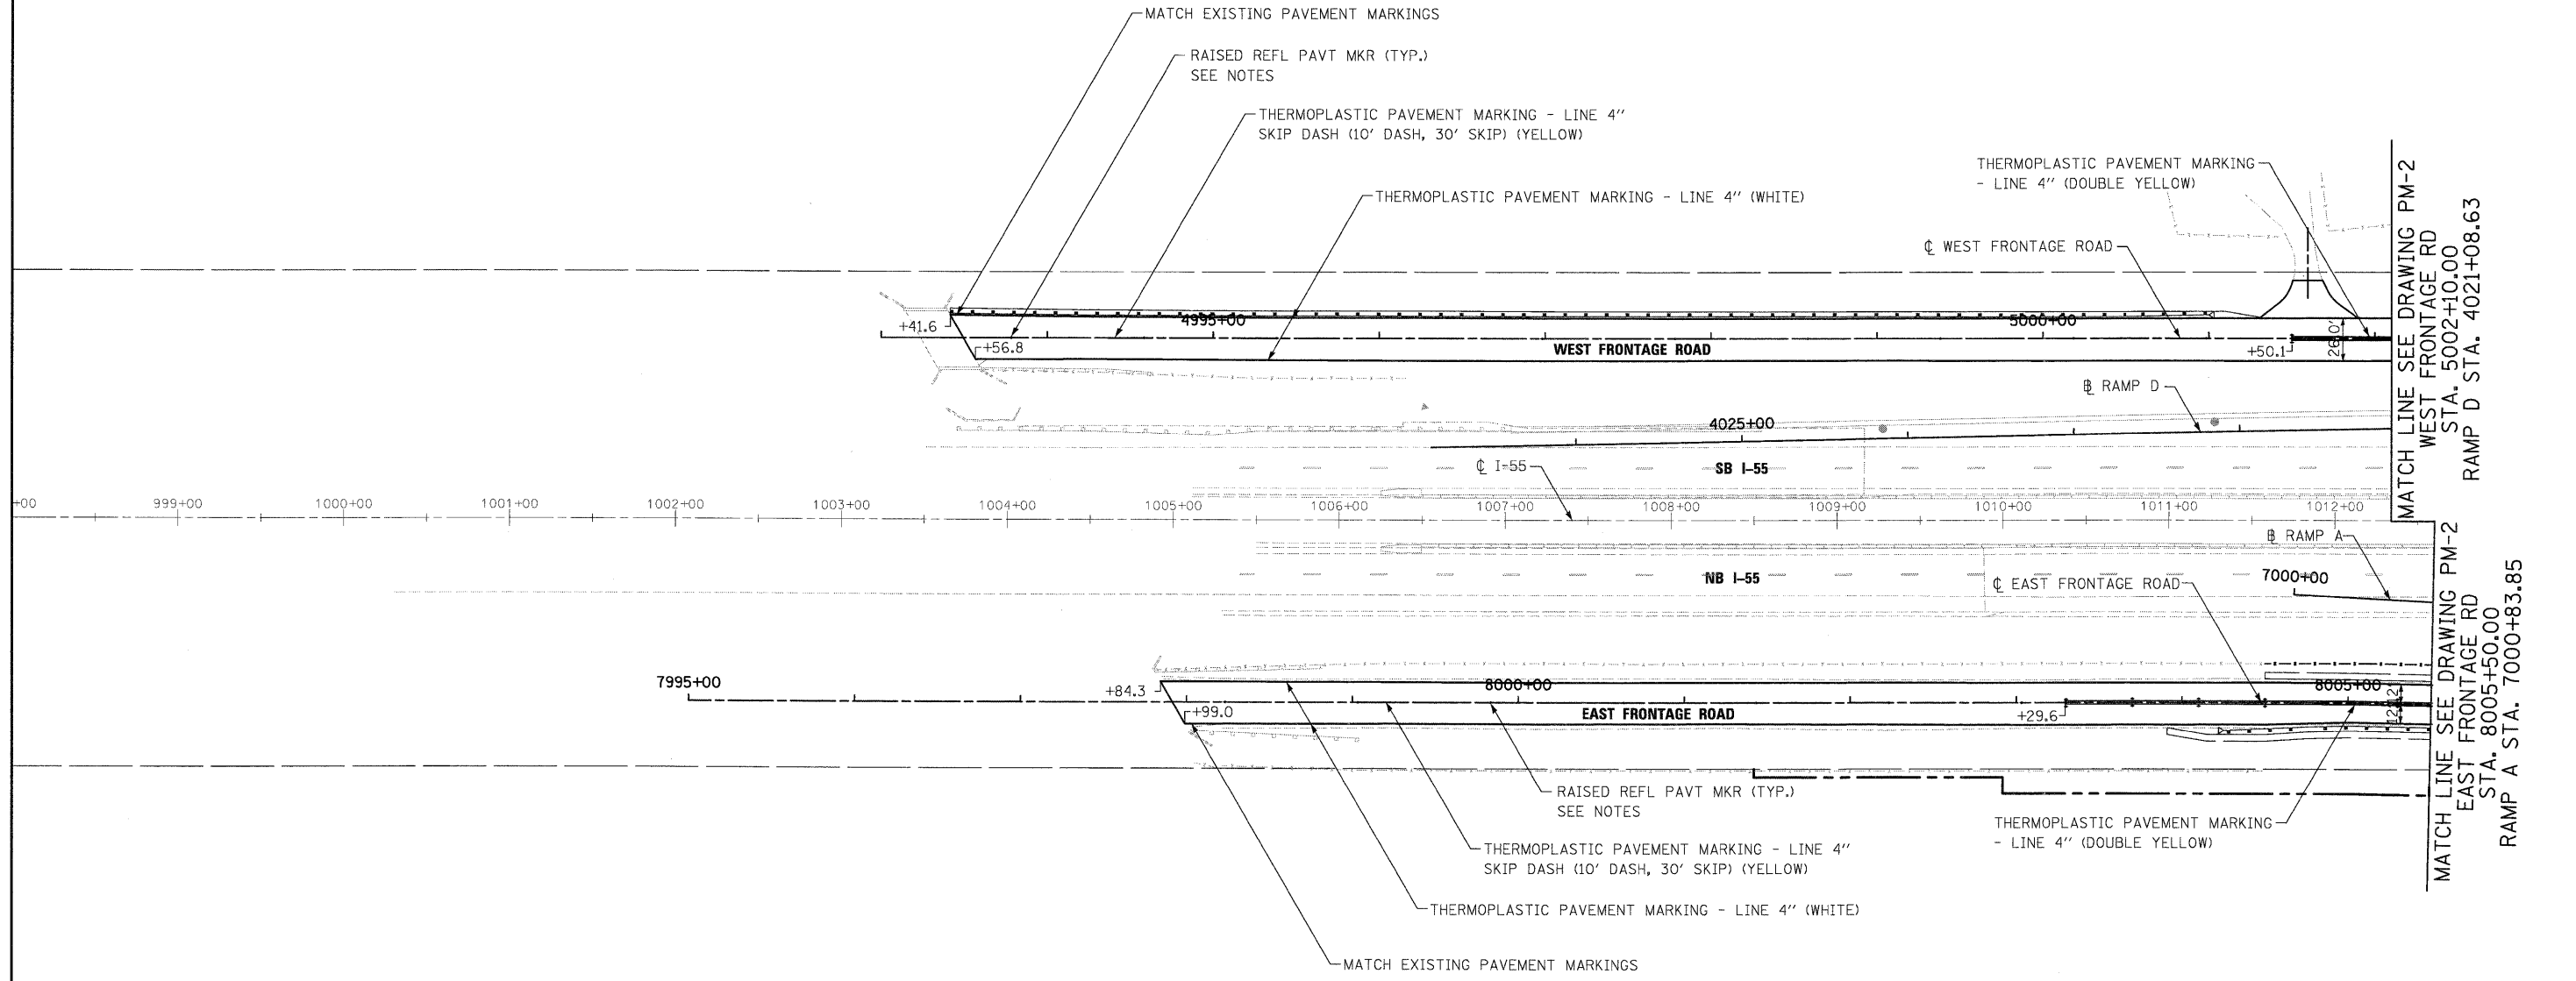 MATCH EXISTING PAVEMENT MARKINGS
RAISED REFL PAVT MKR (TYP.)
SEE NOTES
THERMOPLASTIC PAVEMENT MARKING - LINE 4"
SKIP DASH (10' DASH, 30' SKIP) (YELLOW)
THERMOPLASTIC PAVEMENT MARKING - LINE 4" (WHITE)
THERMOPLASTIC PAVEMENT MARKING
- LINE 4" (DOUBLE YELLOW)
℄ WEST FRONTAGE ROAD
+41.6
4995+00
5000+00
+56.8
WEST FRONTAGE ROAD
+50.1
26.0'
MATCH LINE SEE DRAWING PM-2
WEST FRONTAGE RD
STA. 5002+10.00
RAMP D STA. 4021+08.63
B RAMP D
4025+00
℄ I-55
SB I-55
+00
999+00
1000+00
1001+00
1002+00
1003+00
1004+00
1005+00
1006+00
1007+00
1008+00
1009+00
1010+00
1011+00
1012+00
B RAMP A
NB I-55
7000+00
℄ EAST FRONTAGE ROAD
7995+00
+84.3
8000+00
8005+00
+99.0
EAST FRONTAGE ROAD
+29.6
12'
12'
MATCH LINE SEE DRAWING PM-2
EAST FRONTAGE RD
STA. 8005+50.00
RAMP A STA. 7000+83.85
RAISED REFL PAVT MKR (TYP.)
SEE NOTES
THERMOPLASTIC PAVEMENT MARKING
- LINE 4" (DOUBLE YELLOW)
THERMOPLASTIC PAVEMENT MARKING - LINE 4"
SKIP DASH (10' DASH, 30' SKIP) (YELLOW)
THERMOPLASTIC PAVEMENT MARKING - LINE 4" (WHITE)
MATCH EXISTING PAVEMENT MARKINGS